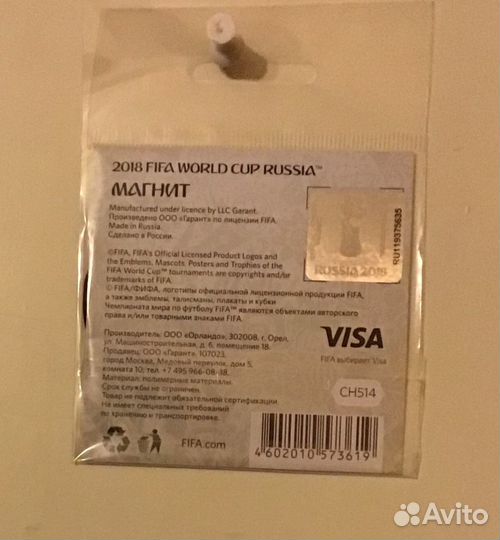 2018 FIFA WORLD CUP RUSSIA™
МАГНИТ
Manufactured under licence by LLC Garant.
Произведено ООО «Гарант» по лицензии FIFA.
Made in Russia.
Сделано в России.
©FIFA, FIFA's Official Licensed Product Logos and
the Emblems, Mascots, Posters and Trophies of the
FIFA World Cup™ tournaments are copyrights and/or
trademarks of FIFA.
© FIFA/ФИФА, логотипы официальной лицензионной продукции FIFA,
а также эмблемы, талисманы, плакаты и кубки
Чемпионата мира по футболу FIFA™ являются объектами авторского
права и/или товарными знаками FIFA.
RUSSIA 2018
RU119375635
Производитель: ООО «Орландо», 302008, г. Орел,
ул. Машиностроительная, д. 6, помещение 18.
Продавец: ООО «Гарант», 107023,
город Москва, Медовый переулок, дом 5,
комната 10; тел. +7 495 966-08-38.
Материал: полимерные материалы.
Срок службы не ограничен.
Товар не подлежит обязательной сертификации.
Не имеет специальных требований
по хранению и транспортировке.
VISA
FIFA выбирает Visa
CH514
FIFA.com
4 602010 573619
Avito